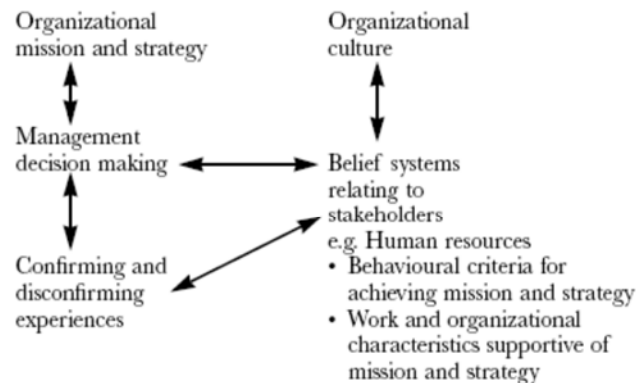 Organizational
mission and strategy
Organizational
culture
Management
decision making
Belief systems
relating to
stakeholders
e.g. Human resources
• Behavioural criteria for
achieving mission and strategy
• Work and organizational
characteristics supportive of
mission and strategy
Confirming and
disconfirming
experiences